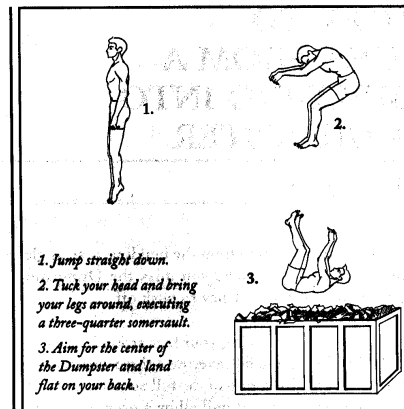 1.
2.
1. Jump straight down.
2. Tuck your head and bring
your legs around, executing
a three-quarter somersault.
3. Aim for the center of
the Dumpster and land
flat on your back.
3.